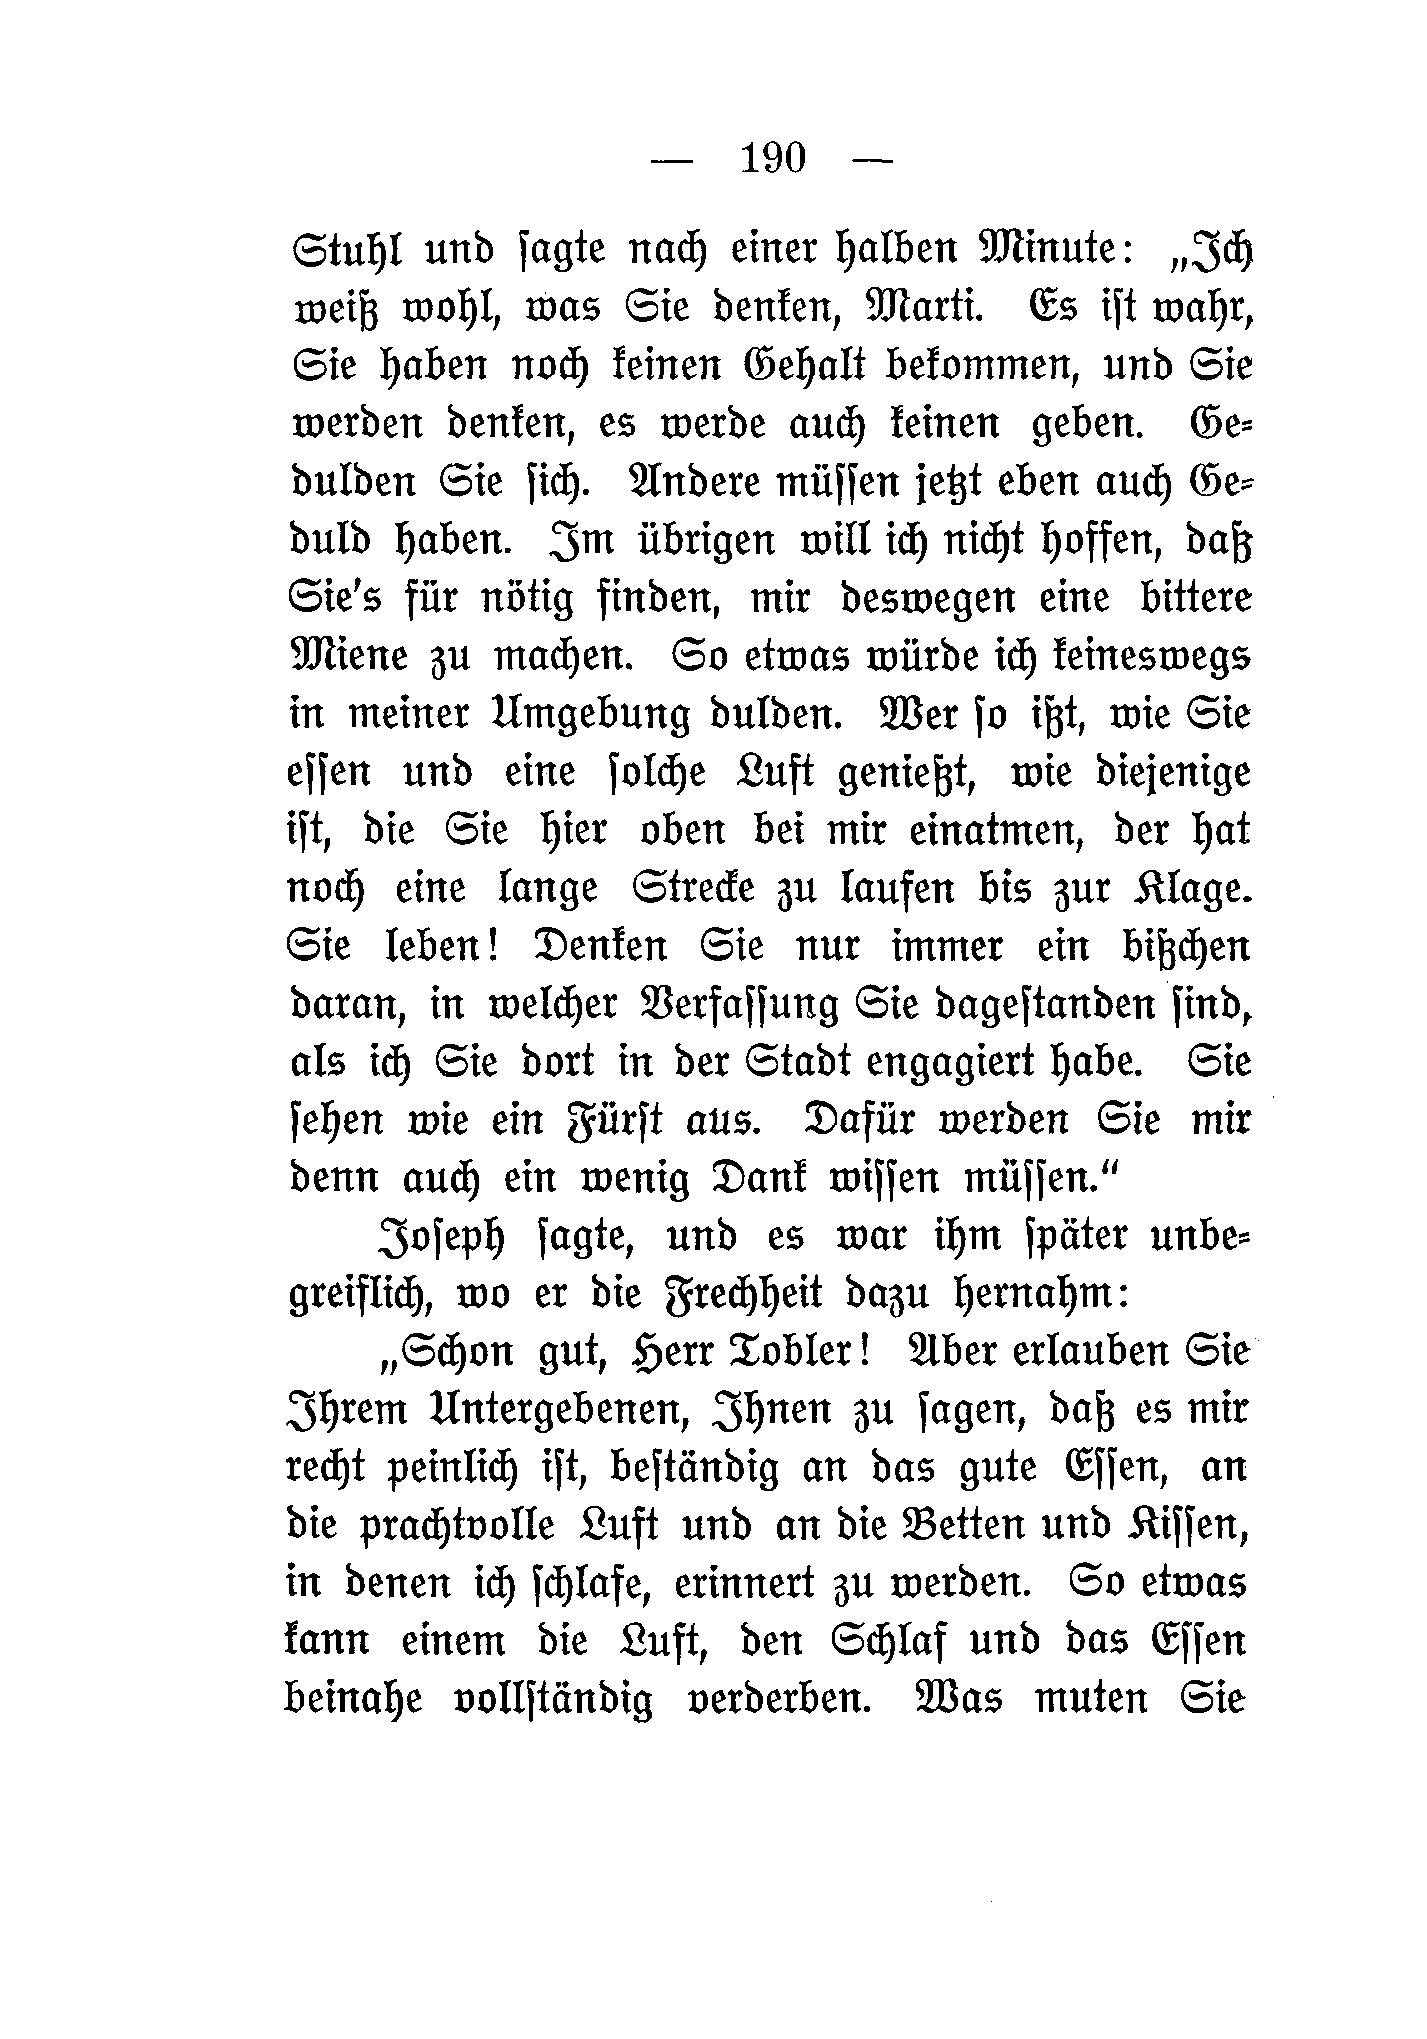 — 190 —
Stuhl und ſagte nach einer halben Minute: „Ich
weiß wohl, was Sie denken, Marti. Es iſt wahr,
Sie haben noch keinen Gehalt bekommen, und Sie
werden denken, es werde auch keinen geben. Ge⸗
dulden Sie ſich. Andere müſſen jetzt eben auch Ge⸗
duld haben. Im übrigen will ich nicht hoffen, daß
Sie's für nötig finden, mir deswegen eine bittere
Miene zu machen. So etwas würde ich keineswegs
in meiner Umgebung dulden. Wer ſo ißt, wie Sie
eſſen und eine ſolche Luft genießt, wie diejenige
iſt, die Sie hier oben bei mir einatmen, der hat
noch eine lange Strecke zu laufen bis zur Klage.
Sie leben! Denken Sie nur immer ein bißchen
daran, in welcher Verfaſſung Sie dageſtanden ſind,
als ich Sie dort in der Stadt engagiert habe. Sie
ſehen wie ein Fürſt aus. Dafür werden Sie mir
denn auch ein wenig Dank wiſſen müſſen.“
Joſeph ſagte, und es war ihm ſpäter unbe⸗
greiflich, wo er die Frechheit dazu hernahm:
„Schon gut, Herr Tobler! Aber erlauben Sie
Ihrem Untergebenen, Ihnen zu ſagen, daß es mir
recht peinlich iſt, beſtändig an das gute Eſſen, an
die prachtvolle Luft und an die Betten und Kiſſen,
in denen ich ſchlafe, erinnert zu werden. So etwas
kann einem die Luft, den Schlaf und das Eſſen
beinahe vollſtändig verderben. Was muten Sie